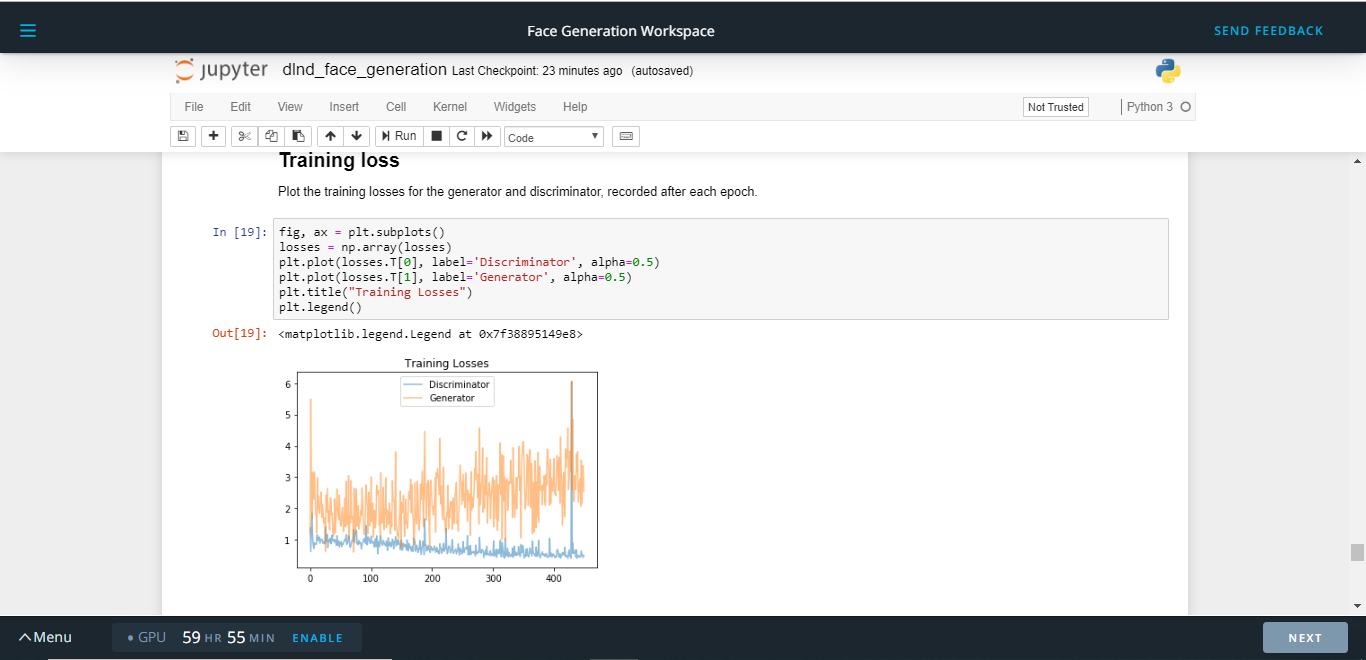 Face Generation Workspace
SEND FEEDBACK
jupyter dlnd_face_generation Last Checkpoint: 23 minutes ago (autosaved)
File Edit View Insert Cell Kernel Widgets Help
Not Trusted
Python 3
Run
Code
Training loss
Plot the training losses for the generator and discriminator, recorded after each epoch.
In [19]:
fig, ax = plt.subplots()
losses = np.array(losses)
plt.plot(losses.T[0], label='Discriminator', alpha=0.5)
plt.plot(losses.T[1], label='Generator', alpha=0.5)
plt.title("Training Losses")
plt.legend()
Out[19]: <matplotlib.legend.Legend at 0x7f38895149e8>
Training Losses
Discriminator
Generator
6
5
4
3
2
1
0 100 200 300 400
Menu
GPU 59 HR 55 MIN ENABLE
NEXT